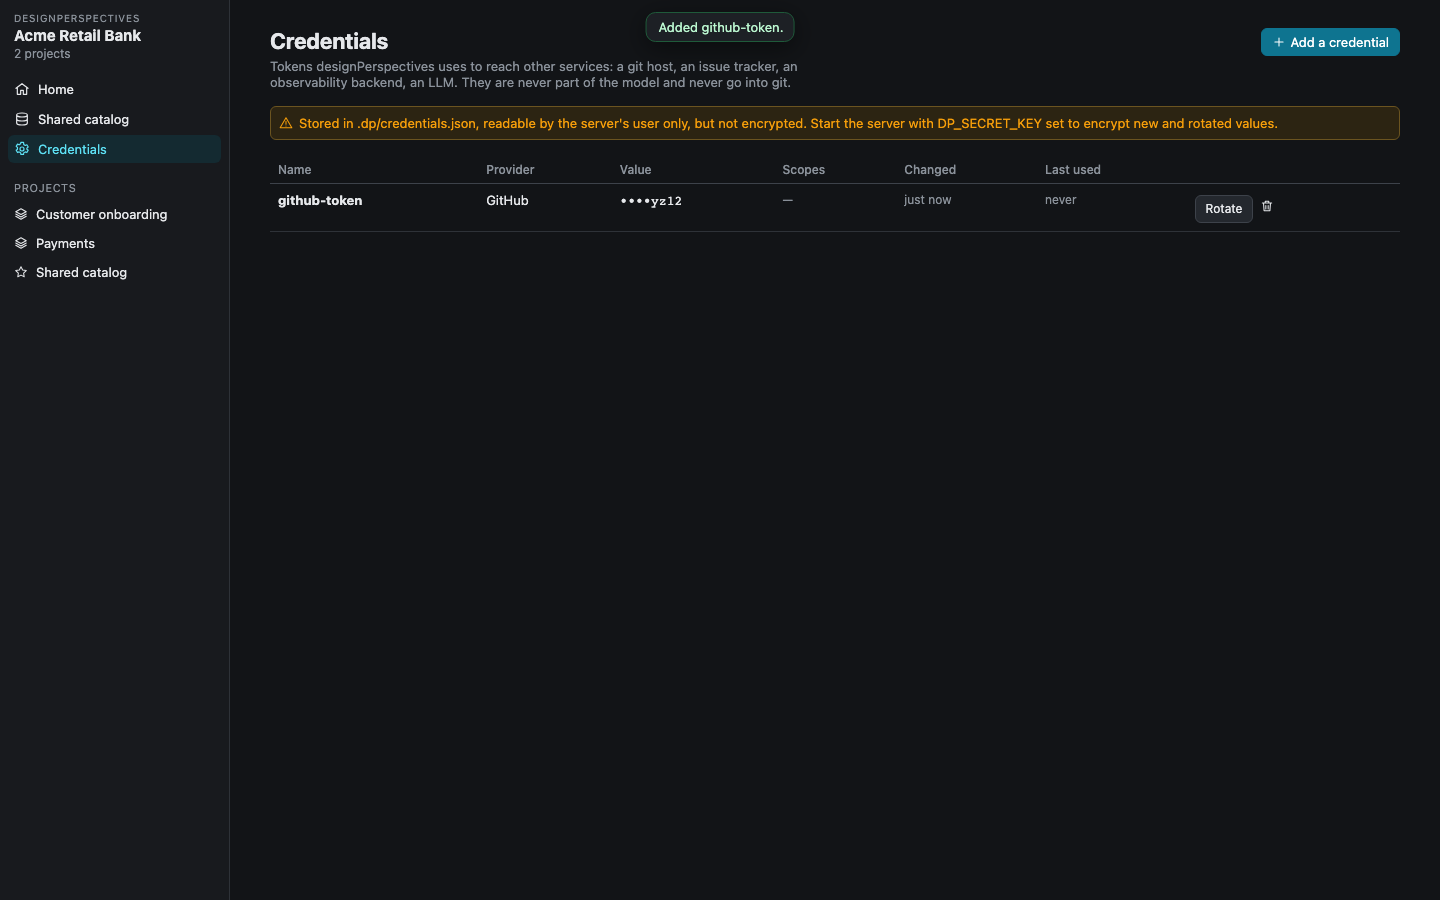 DESIGNPERSPECTIVES
Acme Retail Bank
2 projects
Home
Shared catalog
Credentials
PROJECTS
Customer onboarding
Payments
Shared catalog
Added github-token.
Credentials
Tokens designPerspectives uses to reach other services: a git host, an issue tracker, an
observability backend, an LLM. They are never part of the model and never go into git.
+ Add a credential
Stored in .dp/credentials.json, readable by the server's user only, but not encrypted. Start the server with DP_SECRET_KEY set to encrypt new and rotated values.
Name Provider Value Scopes Changed Last used
github-token GitHub ••••yz12 — just now never Rotate